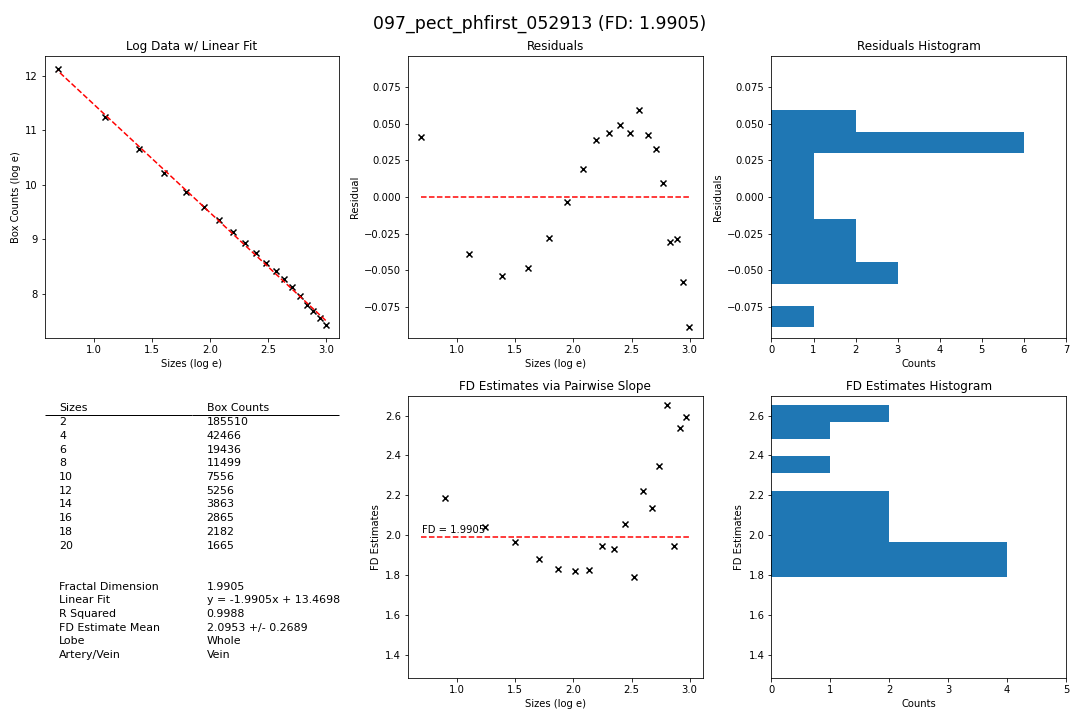 097_pect_phfirst_052913 (FD: 1.9905)
Log Data w/ Linear Fit
12
11
10
9
8
Box Counts (log e)
1.0 1.5 2.0 2.5 3.0
Sizes (log e)
Residuals
0.075
0.050
0.025
0.000
−0.025
−0.050
−0.075
Residual
1.0 1.5 2.0 2.5 3.0
Sizes (log e)
Residuals Histogram
0.075
0.050
0.025
0.000
−0.025
−0.050
−0.075
Residuals
0 1 2 3 4 5 6 7
Counts
Sizes Box Counts
2 185510
4 42466
6 19436
8 11499
10 7556
12 5256
14 3863
16 2865
18 2182
20 1665
Fractal Dimension 1.9905
Linear Fit y = -1.9905x + 13.4698
R Squared 0.9988
FD Estimate Mean 2.0953 +/- 0.2689
Lobe Whole
Artery/Vein Vein
FD Estimates via Pairwise Slope
2.6
2.4
2.2
2.0
1.8
1.6
1.4
FD Estimates
FD = 1.9905
1.0 1.5 2.0 2.5 3.0
Sizes (log e)
FD Estimates Histogram
2.6
2.4
2.2
2.0
1.8
1.6
1.4
FD Estimates
0 1 2 3 4 5
Counts